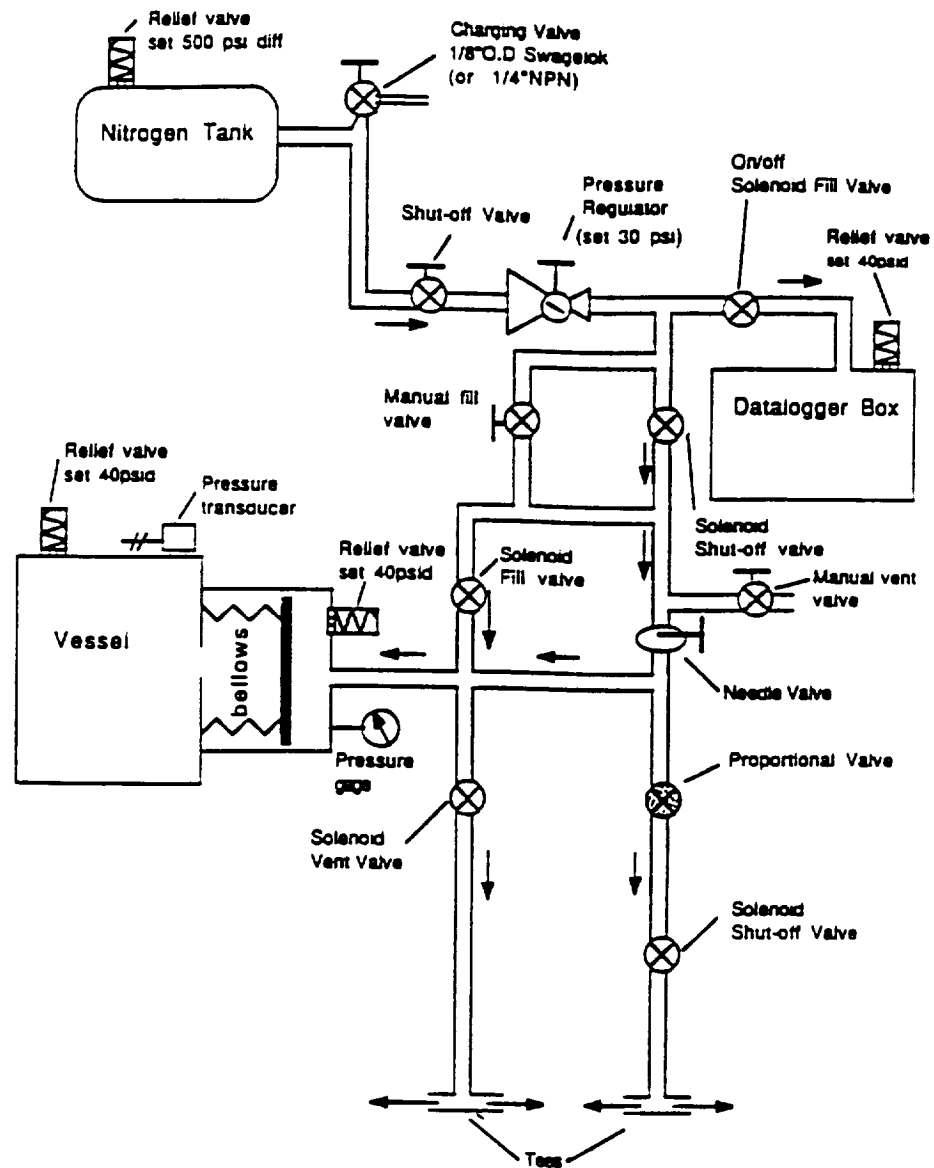 Relief valve
set 500 psi diff
Charging Valve
1/8"O.D Swagelok
(or 1/4"NPN)
Nitrogen Tank
On/off
Solenoid Fill Valve
Pressure
Regulator
(set 30 psi)
Shut-off Valve
Relief valve
set 40psid
Manual fill
valve
Datalogger Box
Relief valve
set 40psid
Pressure
transducer
Solenoid
Shut-off valve
Relief valve
set 40psid
Solenoid
Fill valve
Manual vent
valve
Vessel
bellows
Needle Valve
Pressure
gage
Proportional Valve
Solenoid
Vent Valve
Solenoid
Shut-off Valve
Tees